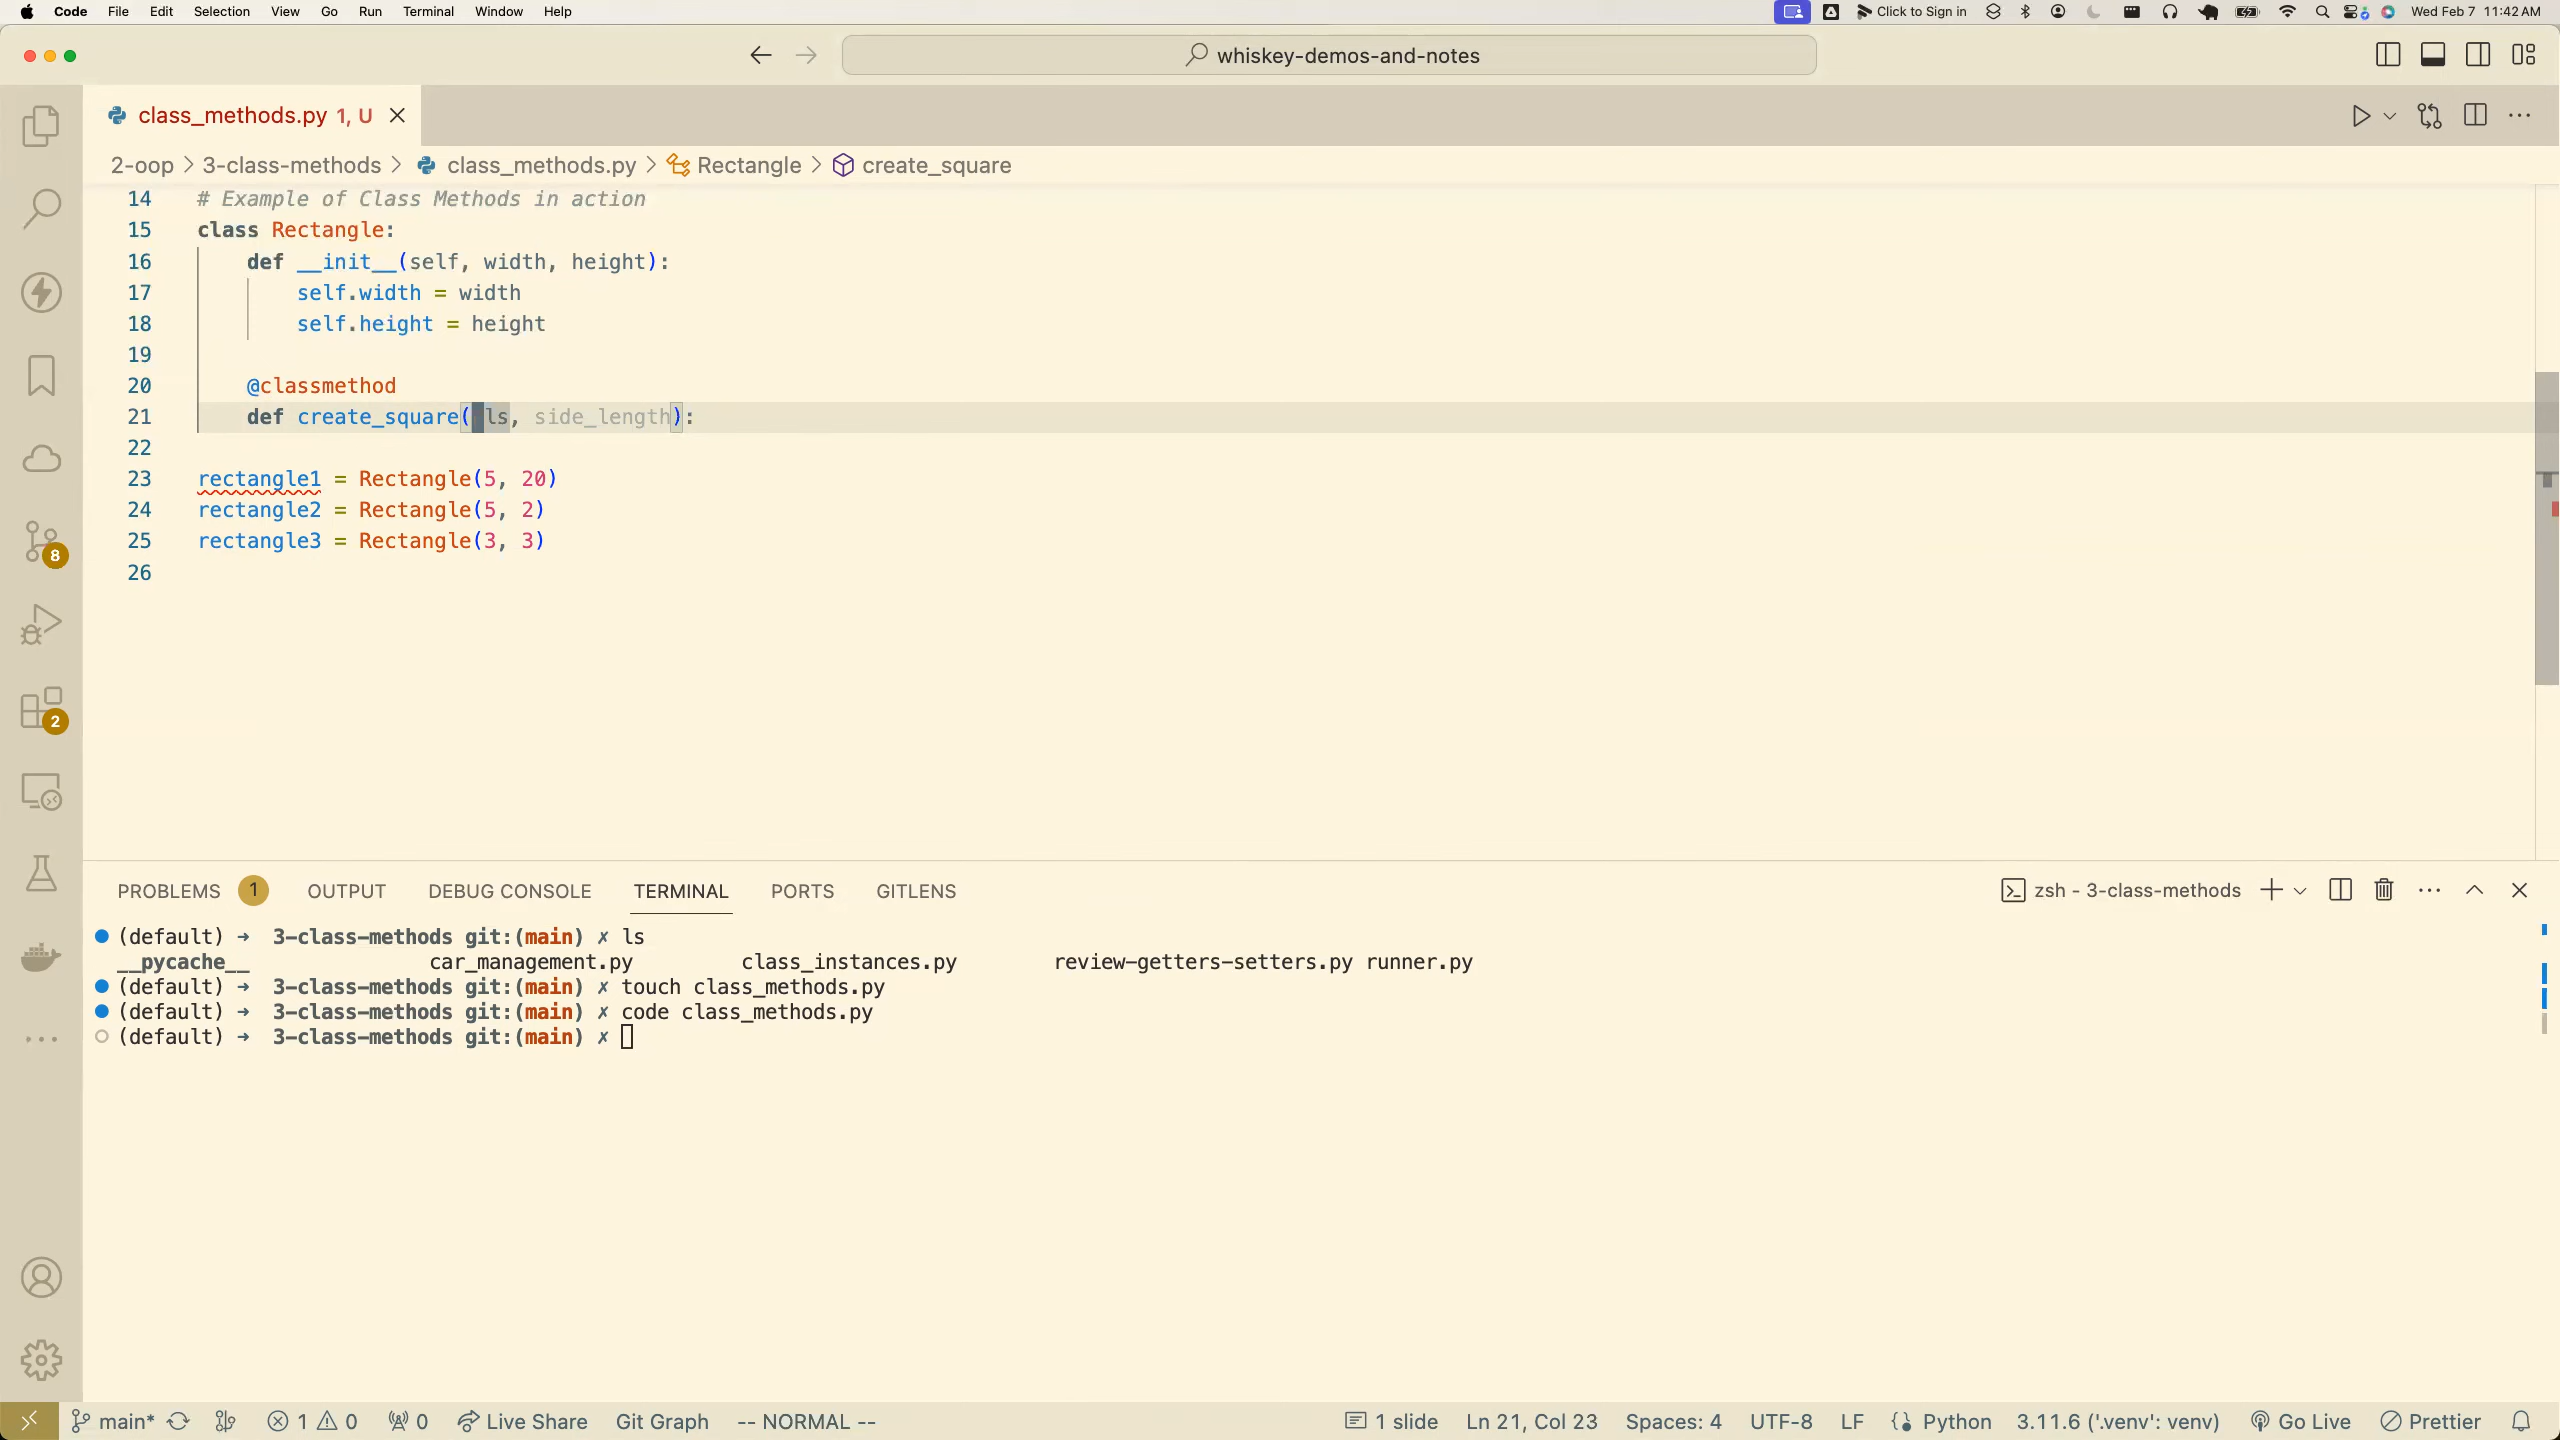 Code File Edit Selection View Go Run Terminal Window Help Click to Sign in Wed Feb 7 11:42 AM
whiskey-demos-and-notes
class_methods.py 1, U
2-oop > 3-class-methods > class_methods.py > Rectangle > create_square
14 # Example of Class Methods in action
15 class Rectangle:
16 def __init__(self, width, height):
17 self.width = width
18 self.height = height
19
20 @classmethod
21 def create_square(cls, side_length):
22
23 rectangle1 = Rectangle(5, 20)
24 rectangle2 = Rectangle(5, 2)
25 rectangle3 = Rectangle(3, 3)
26
8
2
PROBLEMS 1 OUTPUT DEBUG CONSOLE TERMINAL PORTS GITLENS zsh - 3-class-methods
(default) → 3-class-methods git:(main) ✗ ls
__pycache__ car_management.py class_instances.py review-getters-setters.py runner.py
(default) → 3-class-methods git:(main) ✗ touch class_methods.py
(default) → 3-class-methods git:(main) ✗ code class_methods.py
(default) → 3-class-methods git:(main) ✗
main* 1 0 0 Live Share Git Graph -- NORMAL -- 1 slide Ln 21, Col 23 Spaces: 4 UTF-8 LF Python 3.11.6 ('.venv': venv) Go Live Prettier